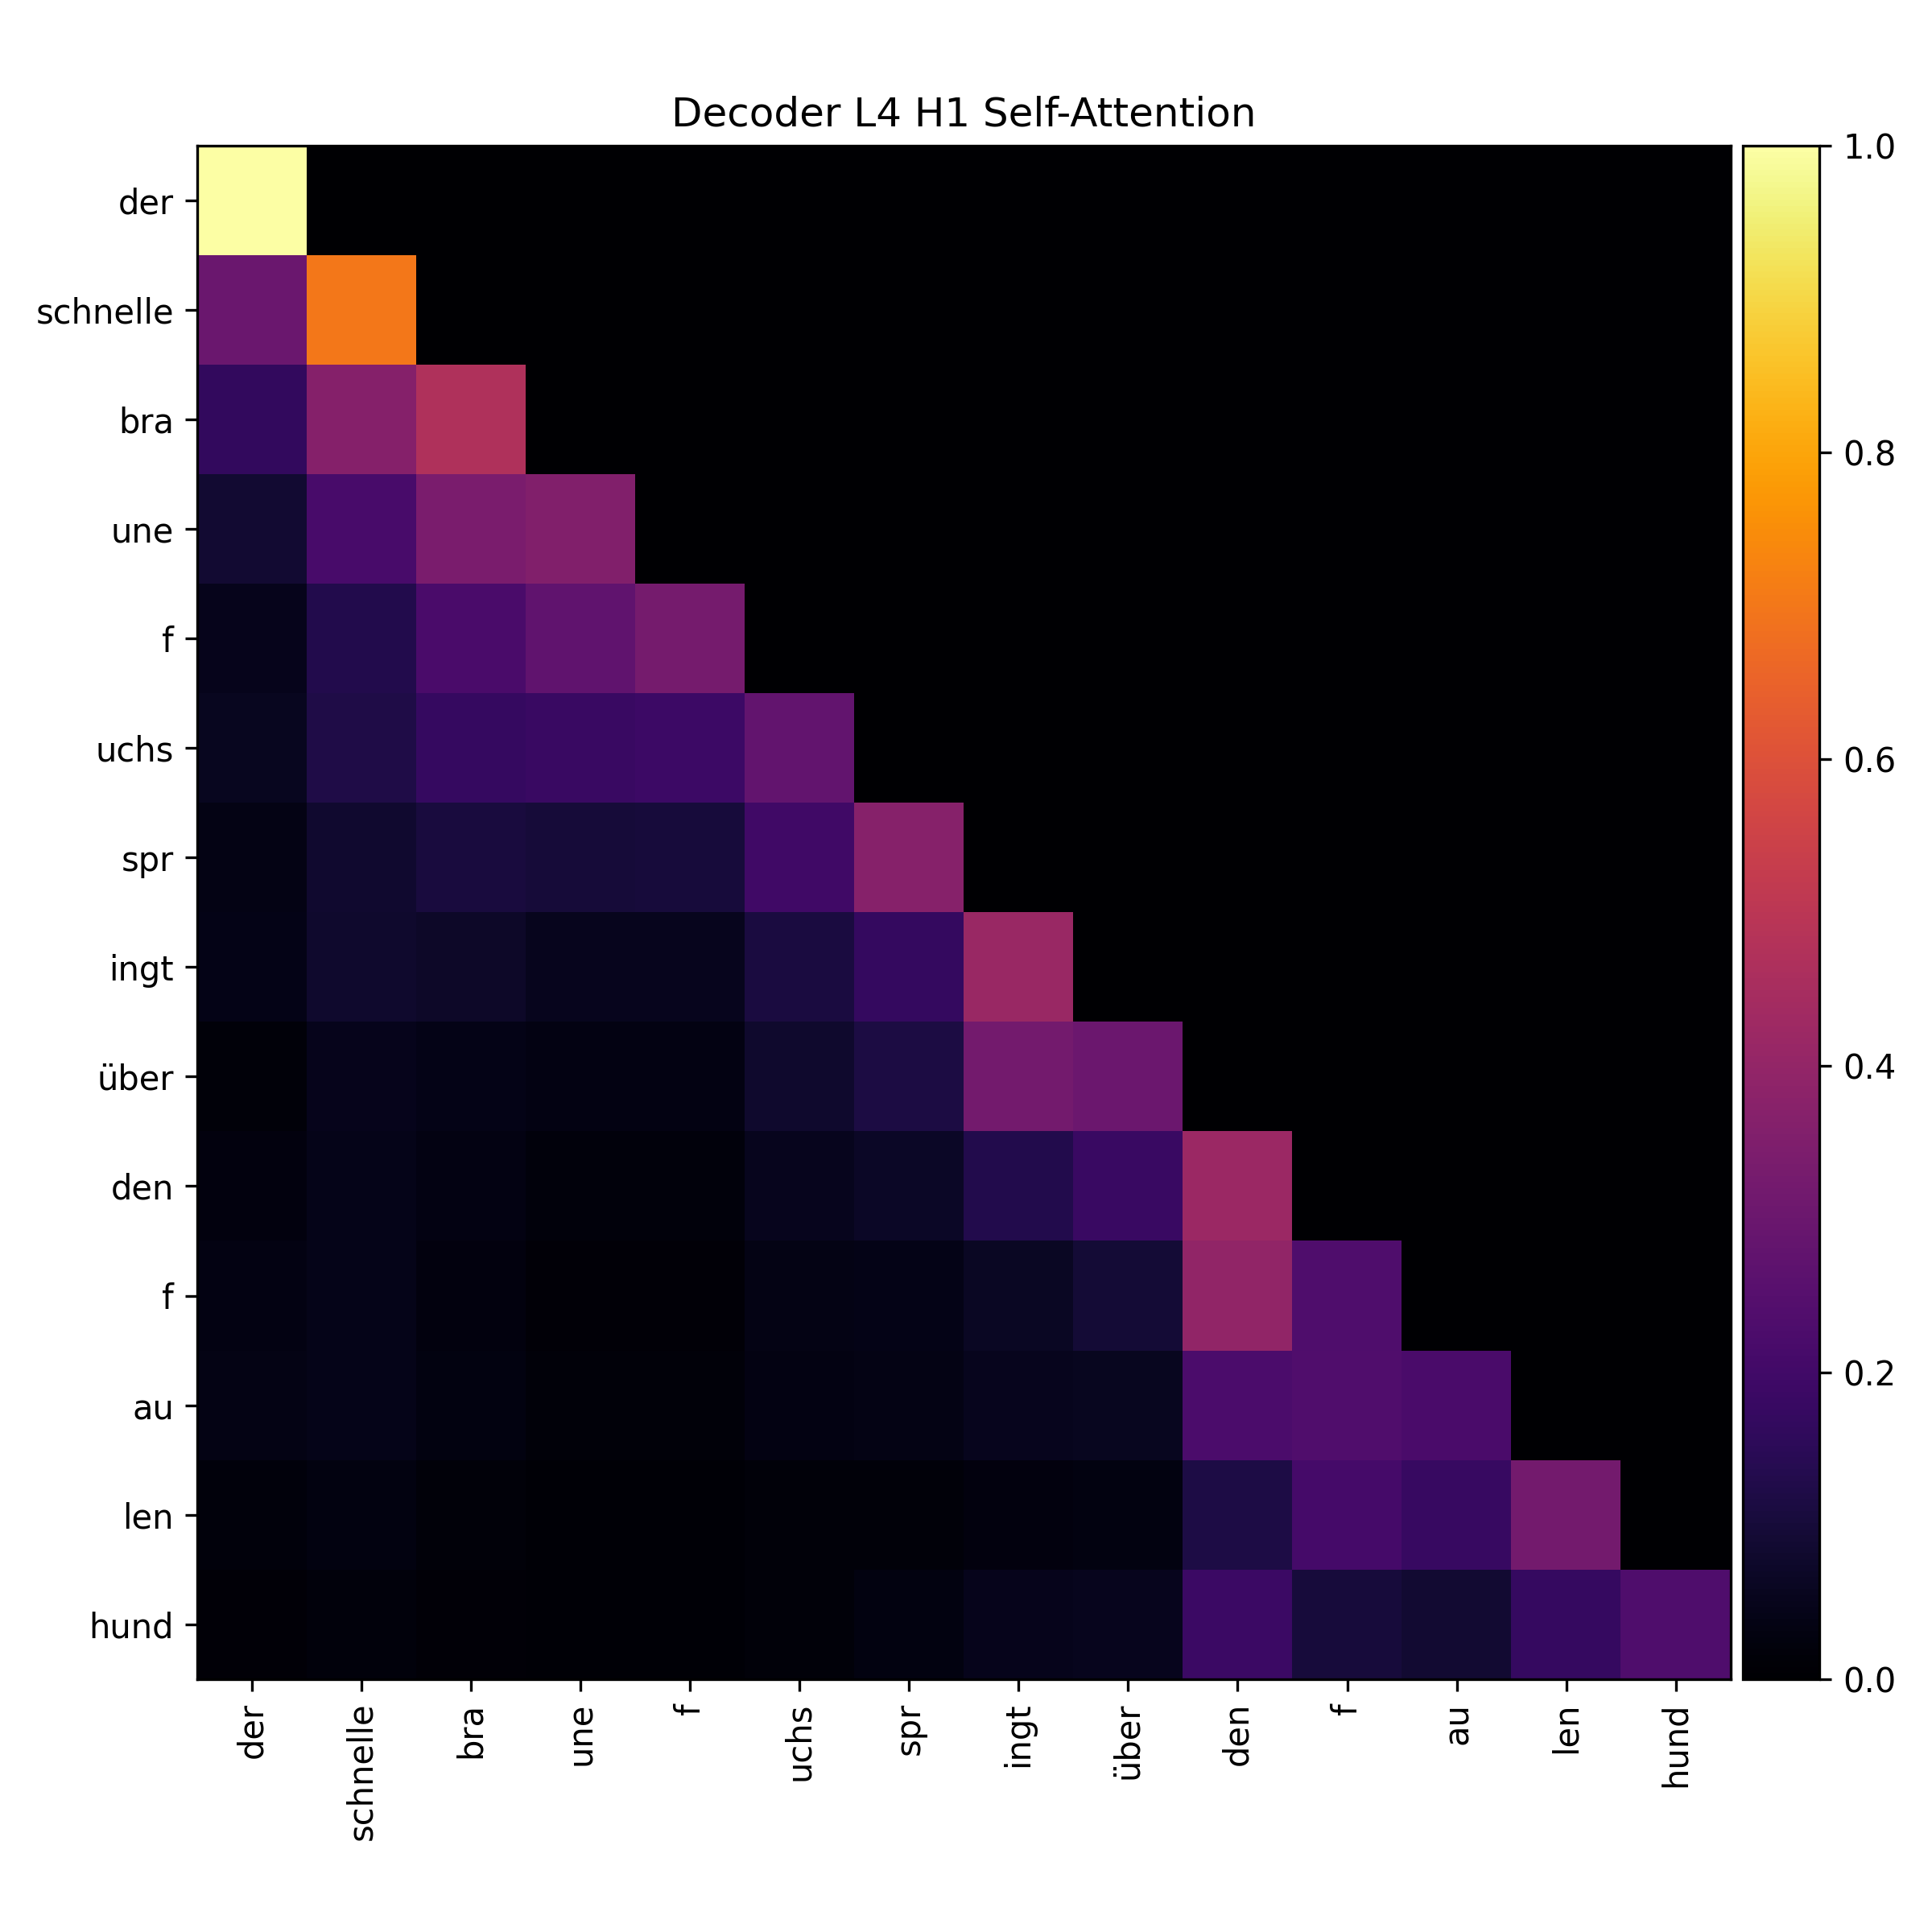 Decoder L4 H1 Self-Attention
der
schnelle
bra
une
f
uchs
spr
ingt
über
den
f
au
len
hund
der
schnelle
bra
une
f
uchs
spr
ingt
über
den
f
au
len
hund
1.0
0.8
0.6
0.4
0.2
0.0